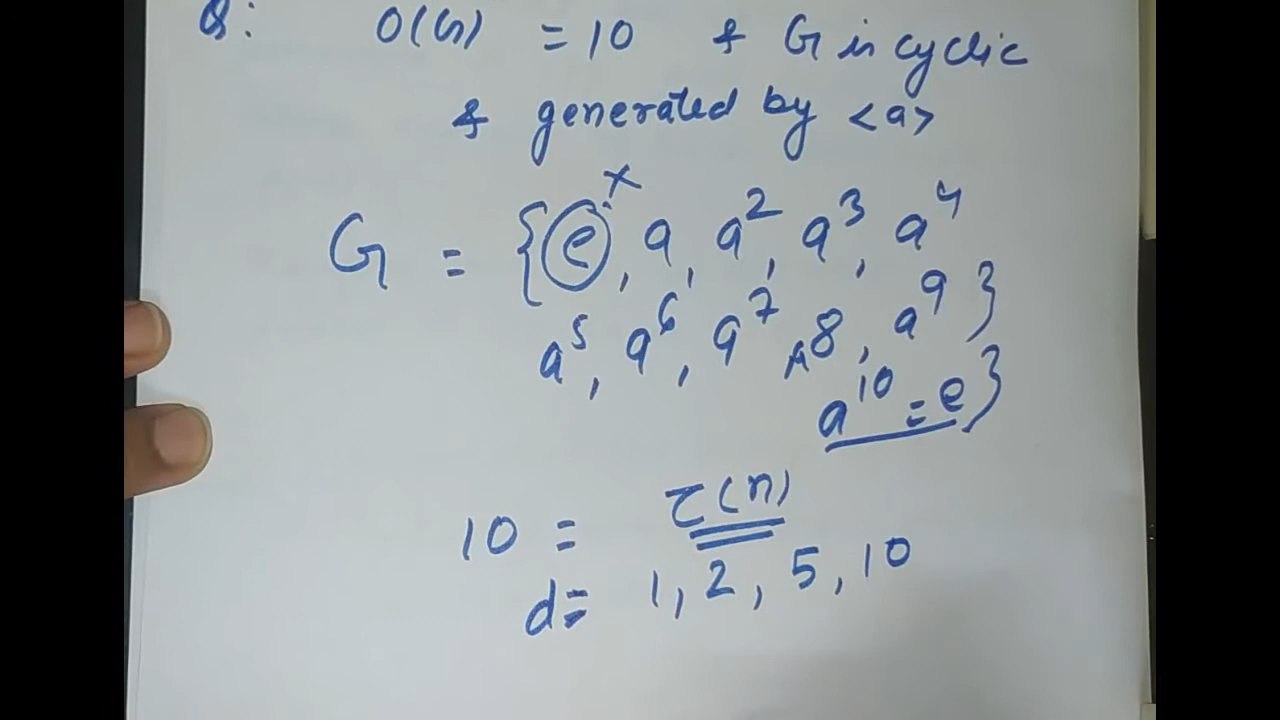 Q: O(G) = 10 & G is cyclic
& generated by <a>
G = {e, a, a², a³, a⁴
a⁵, a⁶, a⁷, a⁸, a⁹}
a¹⁰ = e}
10 = τ(n)
d = 1, 2, 5, 10